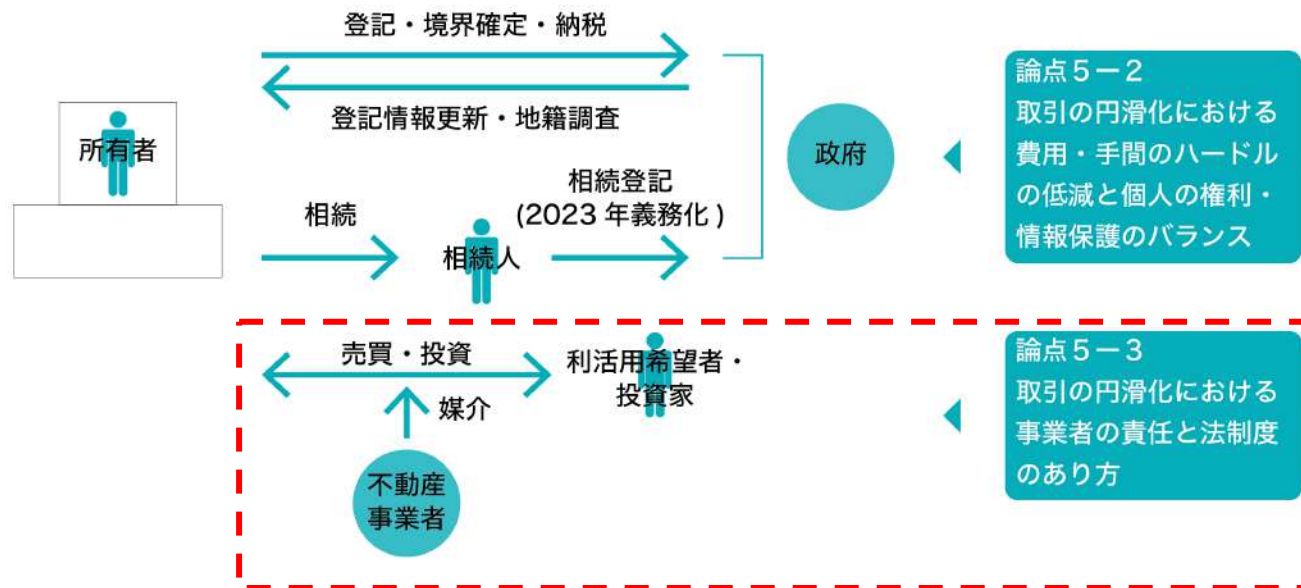 登記・境界確定・納税
登記情報更新・地籍調査
所有者
政府
相続
相続人
相続登記
(2023 年義務化 )
論点５ー２
取引の円滑化における
費用・手間のハードル
の低減と個人の権利・
情報保護のバランス
売買・投資
媒介
利活用希望者・
投資家
不動産
事業者
論点５ー３
取引の円滑化における
事業者の責任と法制度
のあり方